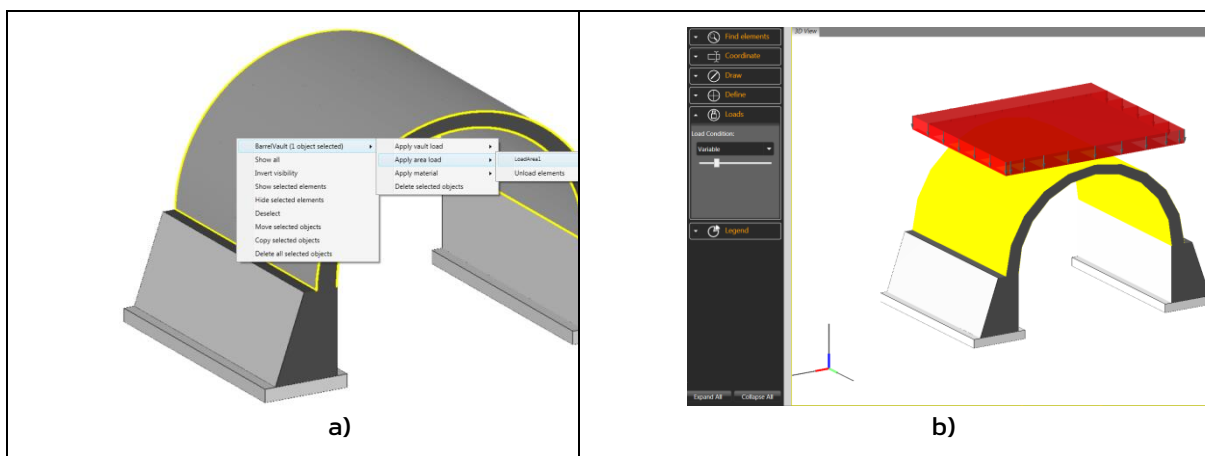 BarrelVault (1 object selected)
Show all
Invert visibility
Show selected elements
Hide selected elements
Deselect
Move selected objects
Copy selected objects
Delete all selected objects
Apply vault load
Apply area load
Apply material
Delete selected objects
LoadArea1
Unload elements
a)
3D View
Find elements
Coordinate
Draw
Define
Loads
Load Condition:
Variable
Legend
Expand All Collapse All
b)